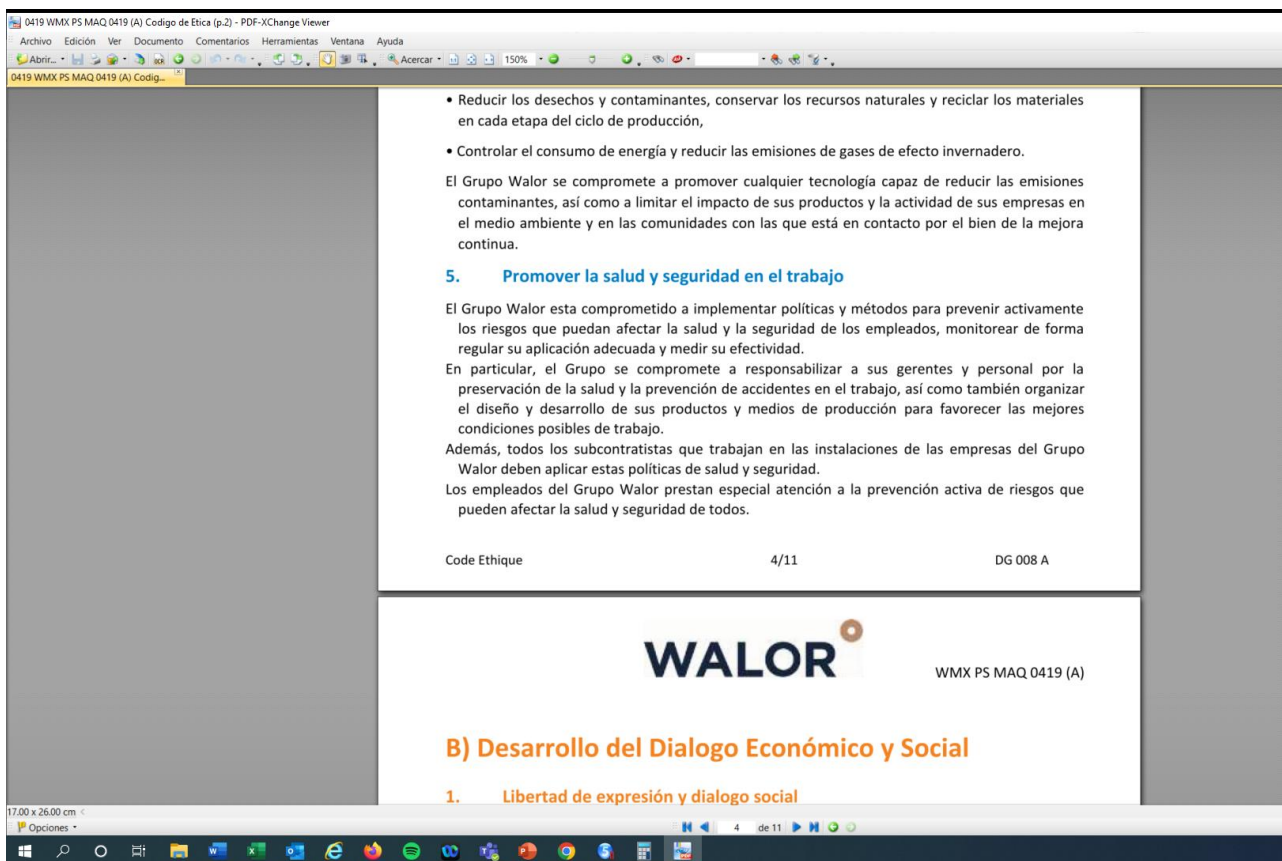 0419 WMX PS MAQ 0419 (A) Codigo de Etica (p.2) - PDF-XChange Viewer
Archivo Edición Ver Documento Comentarios Herramientas Ventana Ayuda
Abrir... OCR Acercar 150%
0419 WMX PS MAQ 0419 (A) Codig...
• Reducir los desechos y contaminantes, conservar los recursos naturales y reciclar los materiales
en cada etapa del ciclo de producción,
• Controlar el consumo de energía y reducir las emisiones de gases de efecto invernadero.
El Grupo Walor se compromete a promover cualquier tecnología capaz de reducir las emisiones
contaminantes, así como a limitar el impacto de sus productos y la actividad de sus empresas en
el medio ambiente y en las comunidades con las que está en contacto por el bien de la mejora
continua.
5. Promover la salud y seguridad en el trabajo
El Grupo Walor esta comprometido a implementar políticas y métodos para prevenir activamente
los riesgos que puedan afectar la salud y la seguridad de los empleados, monitorear de forma
regular su aplicación adecuada y medir su efectividad.
En particular, el Grupo se compromete a responsabilizar a sus gerentes y personal por la
preservación de la salud y la prevención de accidentes en el trabajo, así como también organizar
el diseño y desarrollo de sus productos y medios de producción para favorecer las mejores
condiciones posibles de trabajo.
Además, todos los subcontratistas que trabajan en las instalaciones de las empresas del Grupo
Walor deben aplicar estas políticas de salud y seguridad.
Los empleados del Grupo Walor prestan especial atención a la prevención activa de riesgos que
pueden afectar la salud y seguridad de todos.
Code Ethique 4/11 DG 008 A
WALOR
WMX PS MAQ 0419 (A)
B) Desarrollo del Dialogo Económico y Social
1. Libertad de expresión y dialogo social
17.00 x 26.00 cm
Opciones 4 de 11